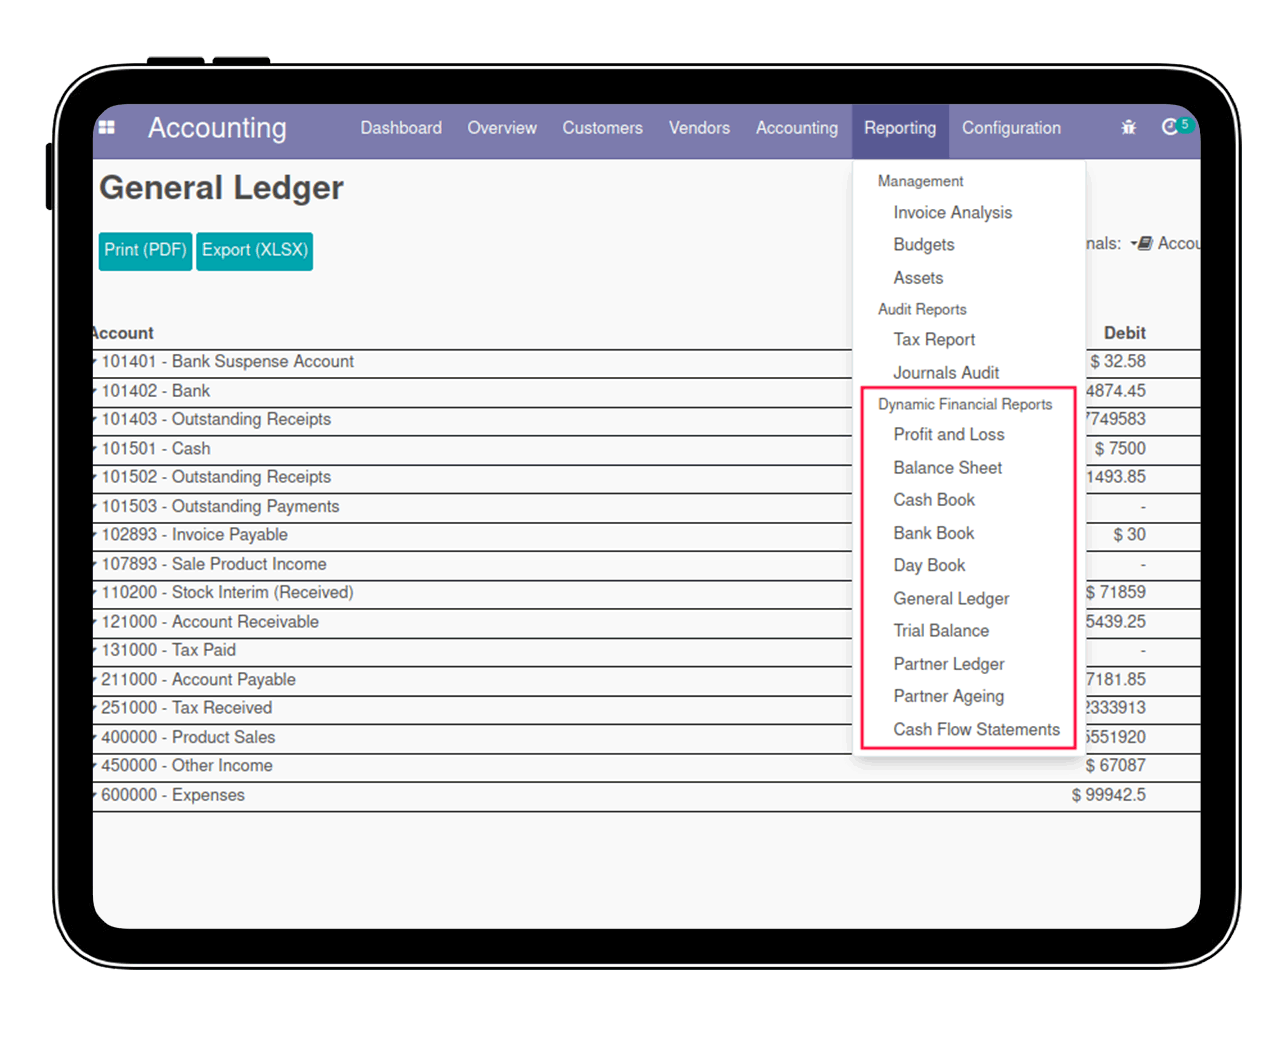 Accounting Dashboard Overview Customers Vendors Accounting Reporting Configuration 5
General Ledger
Print (PDF) Export (XLSX)
Management
Invoice Analysis
Budgets
Assets
Audit Reports
Tax Report
Journals Audit
Dynamic Financial Reports
Profit and Loss
Balance Sheet
Cash Book
Bank Book
Day Book
General Ledger
Trial Balance
Partner Ledger
Partner Ageing
Cash Flow Statements
nals: Accou
Account Debit
101401 - Bank Suspense Account $ 32.58
101402 - Bank 4874.45
101403 - Outstanding Receipts 7749583
101501 - Cash $ 7500
101502 - Outstanding Receipts 1493.85
101503 - Outstanding Payments -
102893 - Invoice Payable $ 30
107893 - Sale Product Income -
110200 - Stock Interim (Received) $ 71859
121000 - Account Receivable 5439.25
131000 - Tax Paid -
211000 - Account Payable 7181.85
251000 - Tax Received 2333913
400000 - Product Sales 5551920
450000 - Other Income $ 67087
600000 - Expenses $ 99942.5